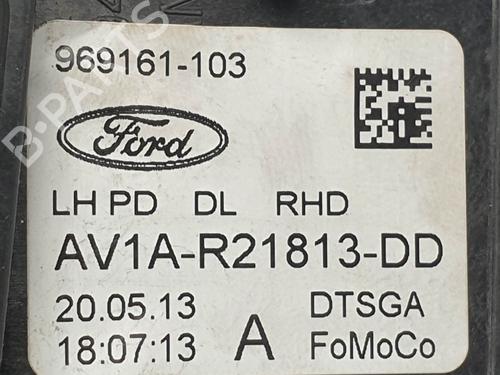 969161-103
Ford
LH PD DL RHD
AV1A-R21813-DD
20.05.13 DTSGA
18:07:13 A FoMoCo
B-PARTS